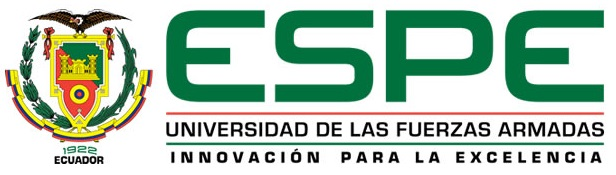 ESPE
UNIVERSIDAD DE LAS FUERZAS ARMADAS
INNOVACIÓN PARA LA EXCELENCIA
1922
ECUADOR